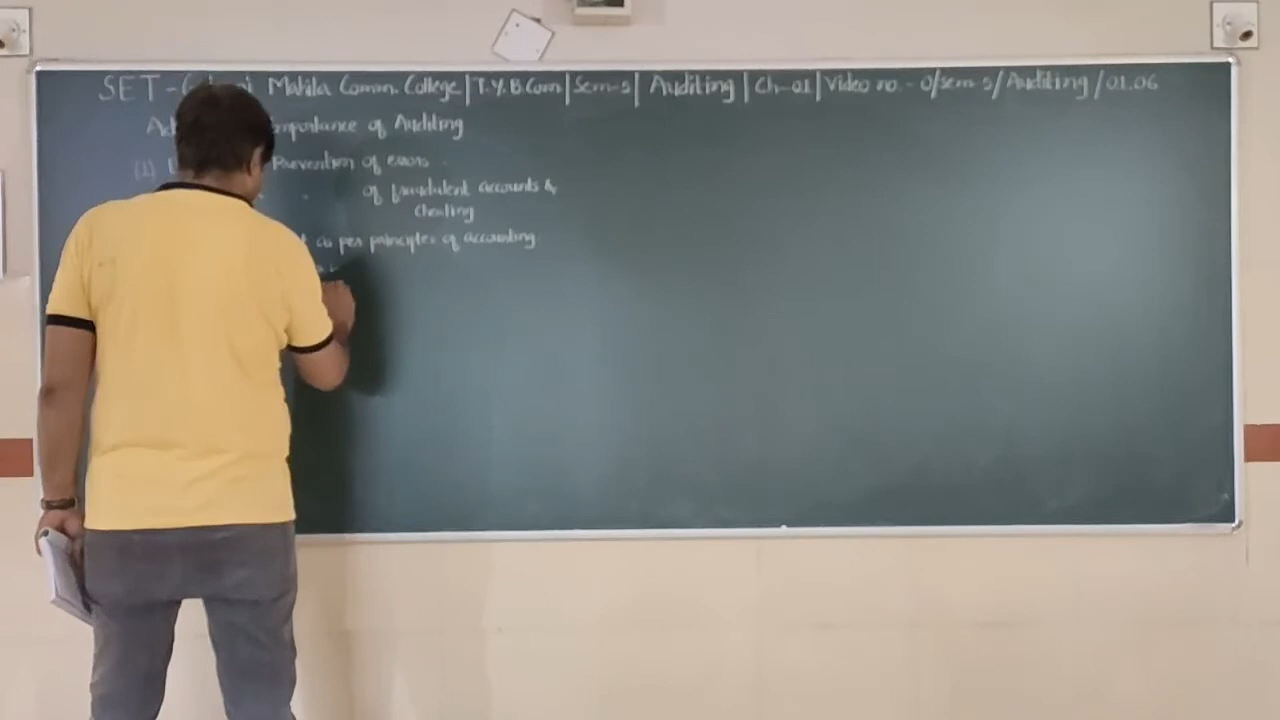 SET- Mahila Comm. College | T.Y.B.Com | Sem-5 | Auditing | Ch-01 | Video no. - 0/sem-5/Auditing/01.06
Importance of Auditing
(1) Prevention of errors.
of fraudulent accounts &
cheating
as per principles of accounting